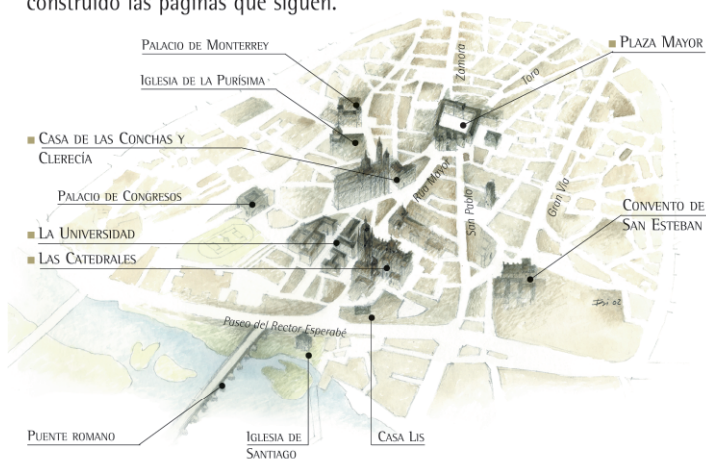 construido las páginas que siguen.
PALACIO DE MONTERREY
PLAZA MAYOR
IGLESIA DE LA PURÍSIMA
Zamora
Toro
CASA DE LAS CONCHAS Y
CLERECÍA
Rúa Mayor
PALACIO DE CONGRESOS
San Pablo
Gran Vía
CONVENTO DE
SAN ESTEBAN
LA UNIVERSIDAD
LAS CATEDRALES
Paseo del Rector Esperabé
PUENTE ROMANO
IGLESIA DE
SANTIAGO
CASA LIS